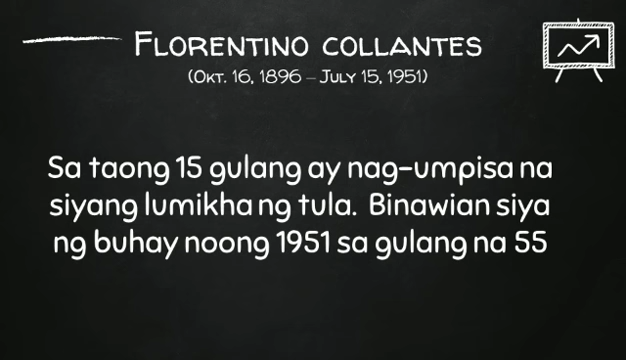 Florentino collantes
(Okt. 16, 1896 – July 15, 1951)
Sa taong 15 gulang ay nag-umpisa na
siyang lumikha ng tula. Binawian siya
ng buhay noong 1951 sa gulang na 55